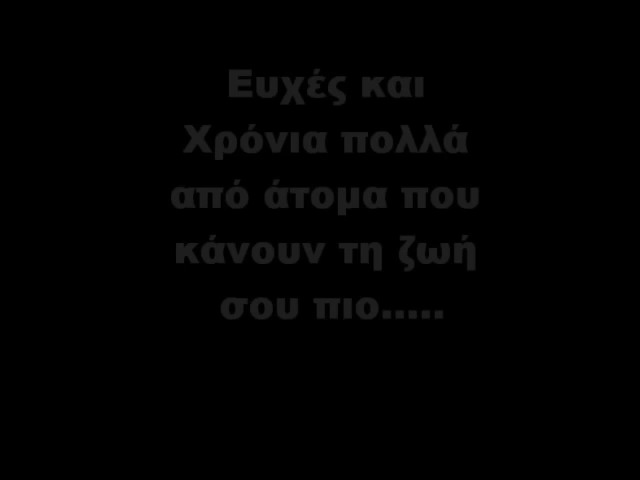 Ευχές και
Χρόνια πολλά
από άτομα που
κάνουν τη ζωή
σου πιο.....